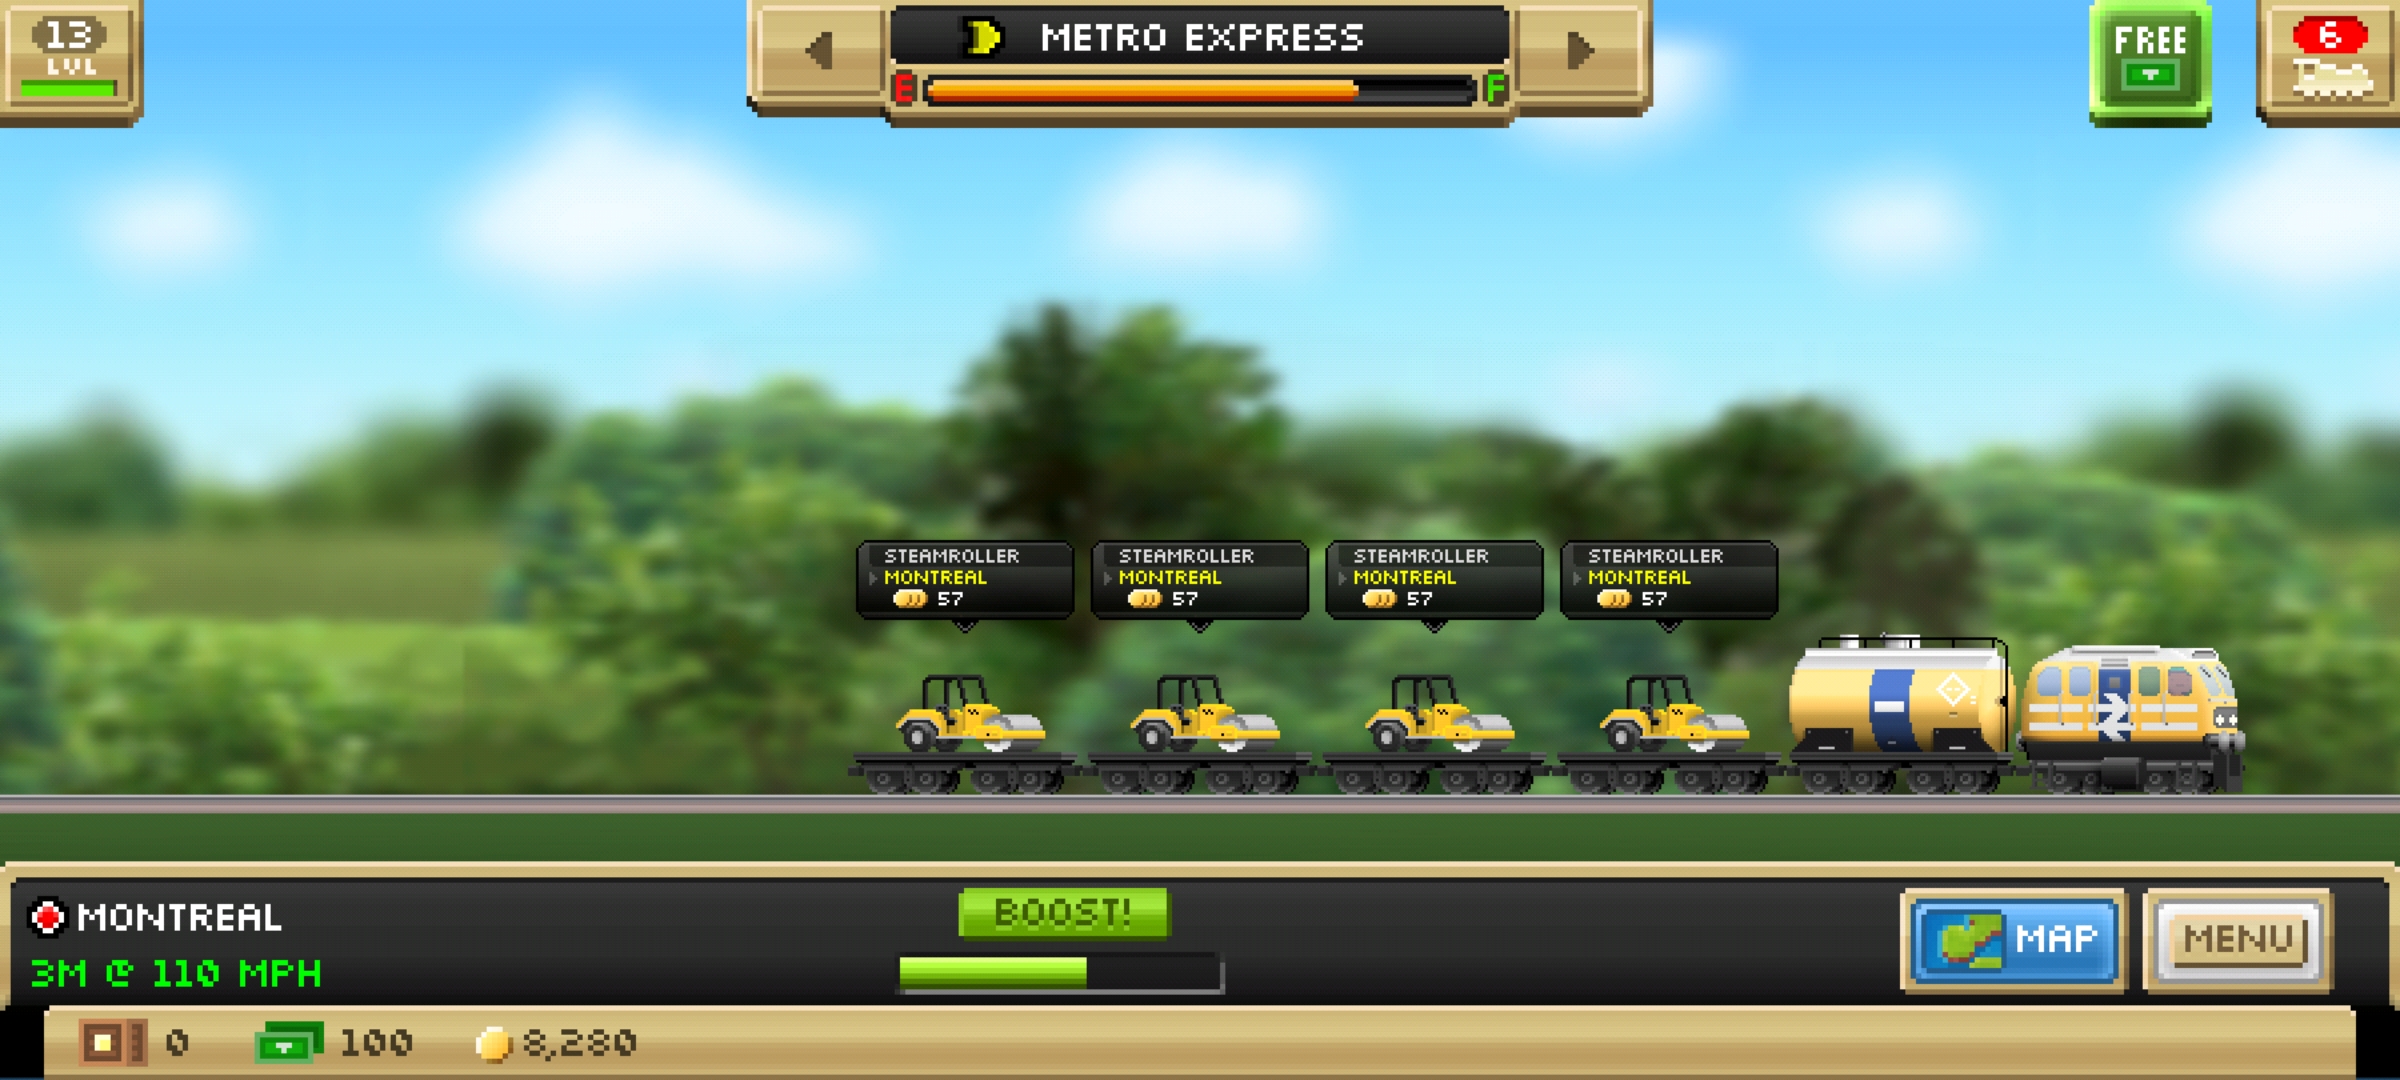 13
LVL
METRO EXPRESS
E F
FREE
6
STEAMROLLER
MONTREAL
57
STEAMROLLER
MONTREAL
57
STEAMROLLER
MONTREAL
57
STEAMROLLER
MONTREAL
57
MONTREAL
3M @ 110 MPH
BOOST!
MAP
MENU
0
100
8,280